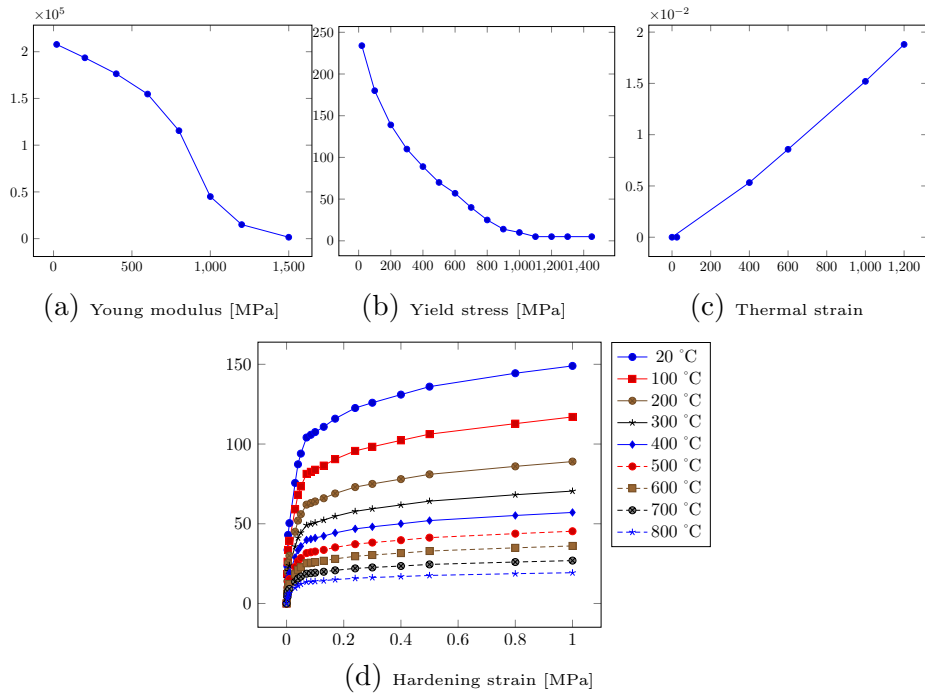 ×10^5
2
1.5
1
0.5
0
0 500 1,000 1,500
(a) Young modulus [MPa]
250
200
150
100
50
0
0 200 400 600 800 1,000 1,200 1,400
(b) Yield stress [MPa]
×10^−2
2
1.5
1
0.5
0
0 200 400 600 800 1,000 1,200
(c) Thermal strain
150
100
50
0
0 0.2 0.4 0.6 0.8 1
20 °C
100 °C
200 °C
300 °C
400 °C
500 °C
600 °C
700 °C
800 °C
(d) Hardening strain [MPa]